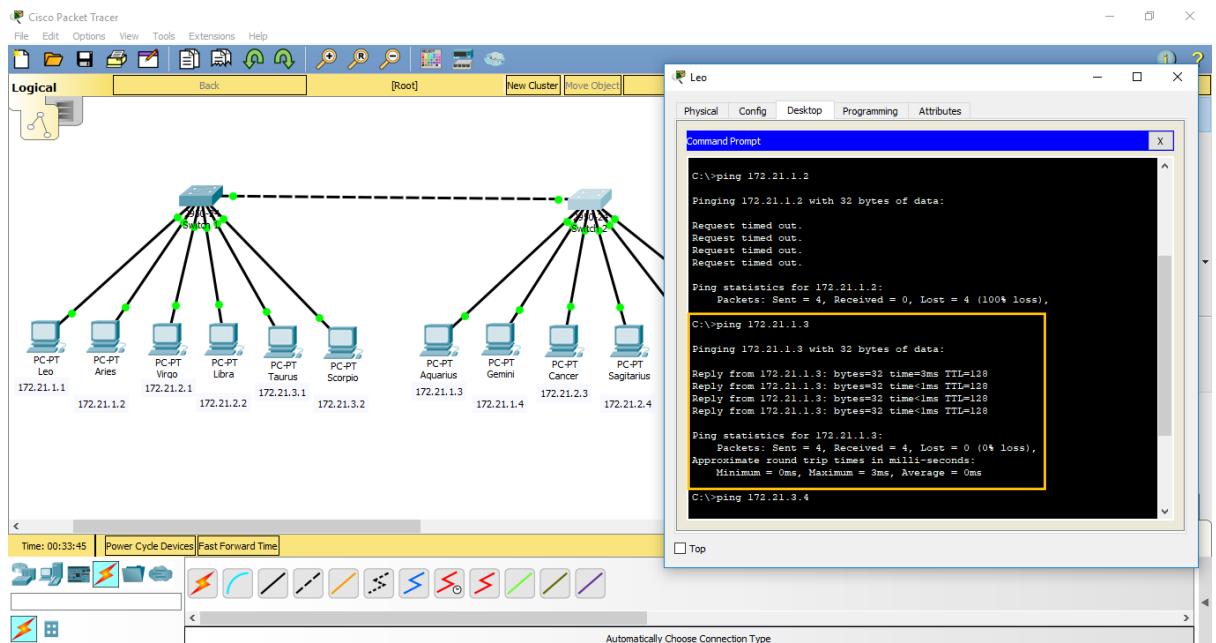 Cisco Packet Tracer
File Edit Options View Tools Extensions Help
Logical
Back
[Root]
New Cluster
Move Object
Switch 1
Switch 2
PC-PT
Leo
172.21.1.1
PC-PT
Aries
172.21.1.2
PC-PT
Virgo
172.21.2.1
PC-PT
Libra
172.21.2.2
PC-PT
Taurus
172.21.3.1
PC-PT
Scorpio
172.21.3.2
PC-PT
Aquarius
172.21.1.3
PC-PT
Gemini
172.21.1.4
PC-PT
Cancer
172.21.2.3
PC-PT
Sagitarius
172.21.2.4
Leo
Physical Config Desktop Programming Attributes
Command Prompt
X
C:\>ping 172.21.1.2
Pinging 172.21.1.2 with 32 bytes of data:
Request timed out.
Request timed out.
Request timed out.
Request timed out.
Ping statistics for 172.21.1.2:
Packets: Sent = 4, Received = 0, Lost = 4 (100% loss),
C:\>ping 172.21.1.3
Pinging 172.21.1.3 with 32 bytes of data:
Reply from 172.21.1.3: bytes=32 time=3ms TTL=128
Reply from 172.21.1.3: bytes=32 time<1ms TTL=128
Reply from 172.21.1.3: bytes=32 time<1ms TTL=128
Reply from 172.21.1.3: bytes=32 time<1ms TTL=128
Ping statistics for 172.21.1.3:
Packets: Sent = 4, Received = 4, Lost = 0 (0% loss),
Approximate round trip times in milli-seconds:
Minimum = 0ms, Maximum = 3ms, Average = 0ms
C:\>ping 172.21.3.4
Top
Time: 00:33:45
Power Cycle Devices
Fast Forward Time
Automatically Choose Connection Type